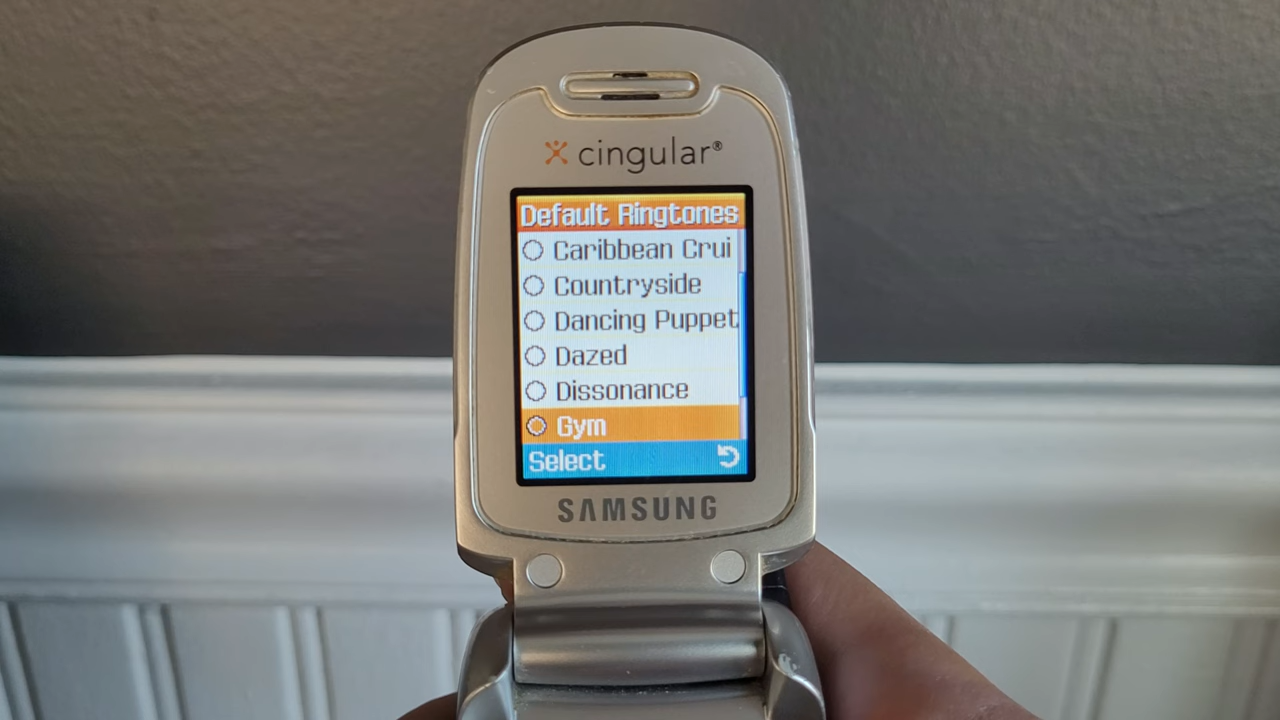 cingular®
Default Ringtones
Caribbean Crui
Countryside
Dancing Puppet
Dazed
Dissonance
Gym
Select
SAMSUNG